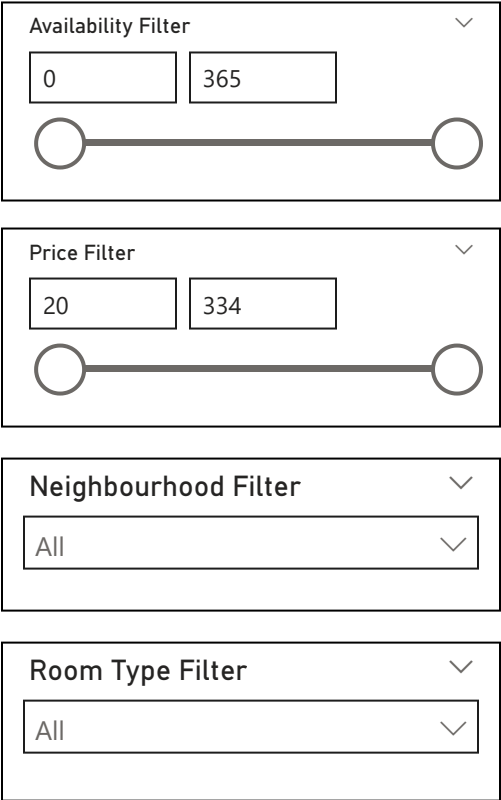 Availability Filter
0 365
Price Filter
20 334
Neighbourhood Filter
All
Room Type Filter
All